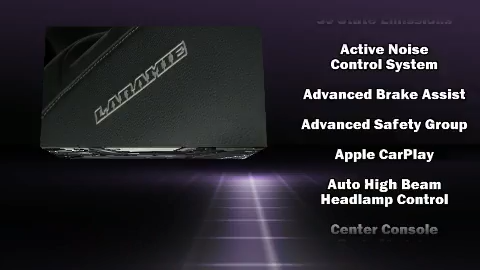 LARAMIE
Active Noise
Control System
Advanced Brake Assist
Advanced Safety Group
Apple CarPlay
Auto High Beam
Headlamp Control
Center Console